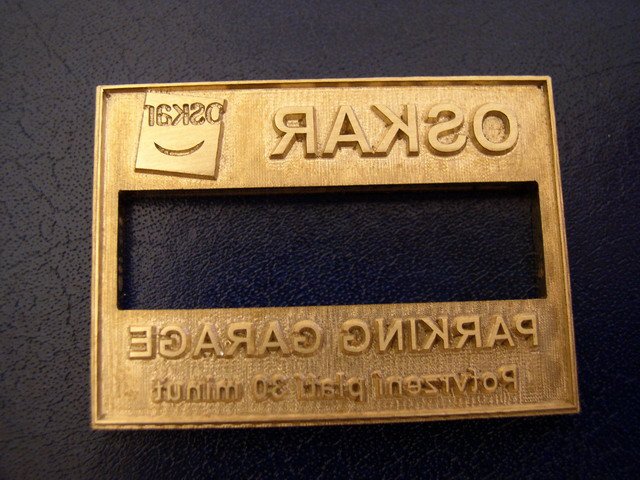 OSKAR
oskar
PARKING GARAGE
Potvrzení platí 30 minut